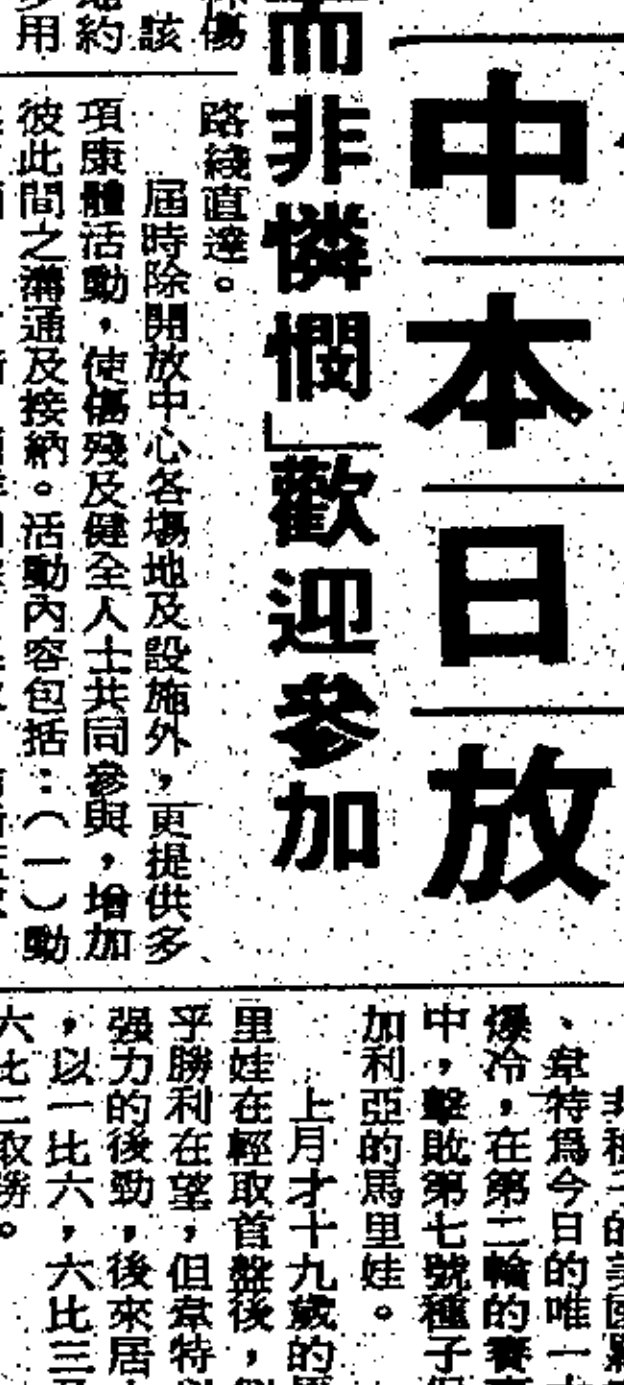 中本日放
而非憐憫」歡迎參加
該
約
多用
路綫直達。
屆時除開放中心各場地及設施外，更提供多
項康體活動，使傷殘及健全人士共同參與，增加
彼此間之溝通及接納。活動內容包括：（一）動
、韋特爲今日的唯一
爆冷，在第二輪的賽
中，擊敗第七號種子
加利亞的馬里娃。
上月才十九歲的
里娃在輕取首盤後，
乎勝利在望，但韋特
强力的後勁，後來居
，以一比六，六比三
六比二取勝。